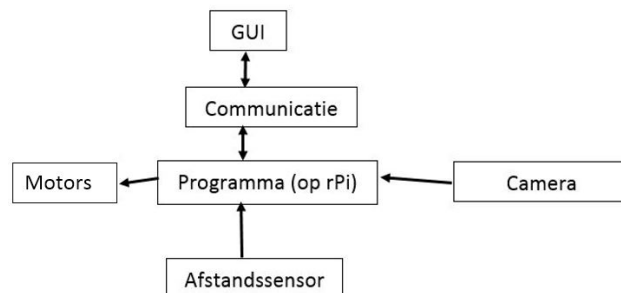 GUI
Communicatie
Motors
Programma (op rPi)
Camera
Afstandssensor